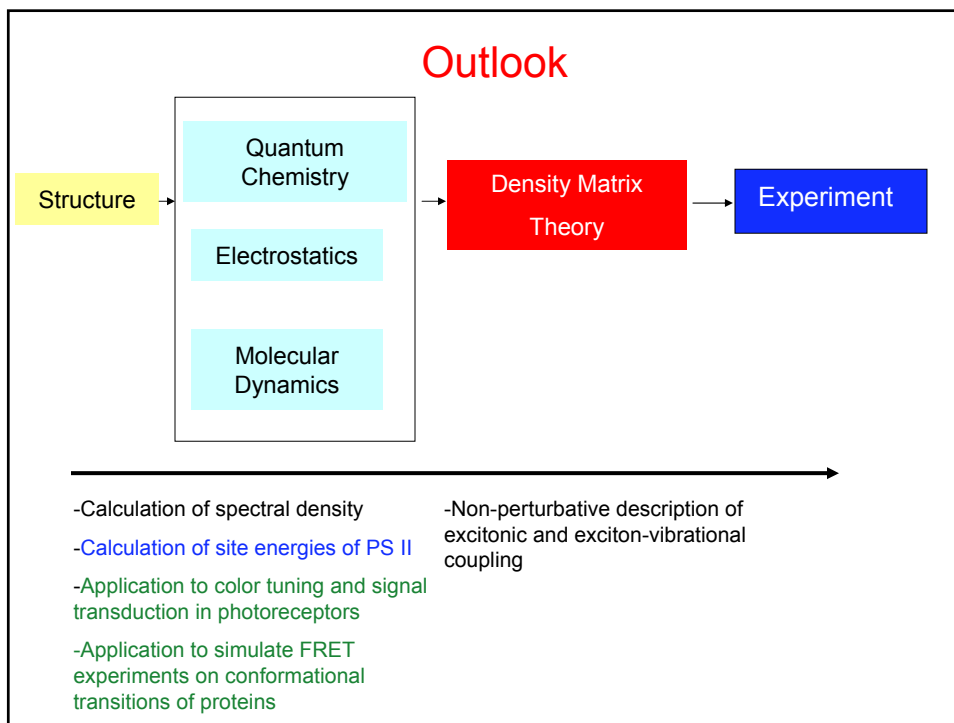 Outlook
Structure
Quantum
Chemistry
Electrostatics
Molecular
Dynamics
Density Matrix
Theory
Experiment
-Calculation of spectral density
-Calculation of site energies of PS II
-Application to color tuning and signal
transduction in photoreceptors
-Application to simulate FRET
experiments on conformational
transitions of proteins
-Non-perturbative description of
excitonic and exciton-vibrational
coupling